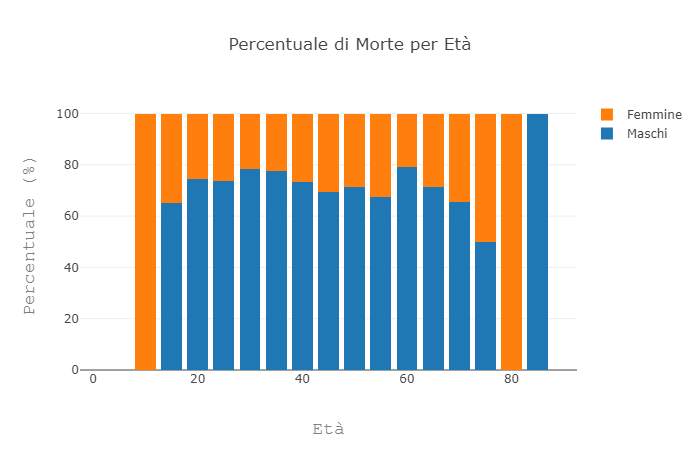 Percentuale di Morte per Età
Femmine
Maschi
Percentuale (%)
100
80
60
40
20
0
0 20 40 60 80
Età